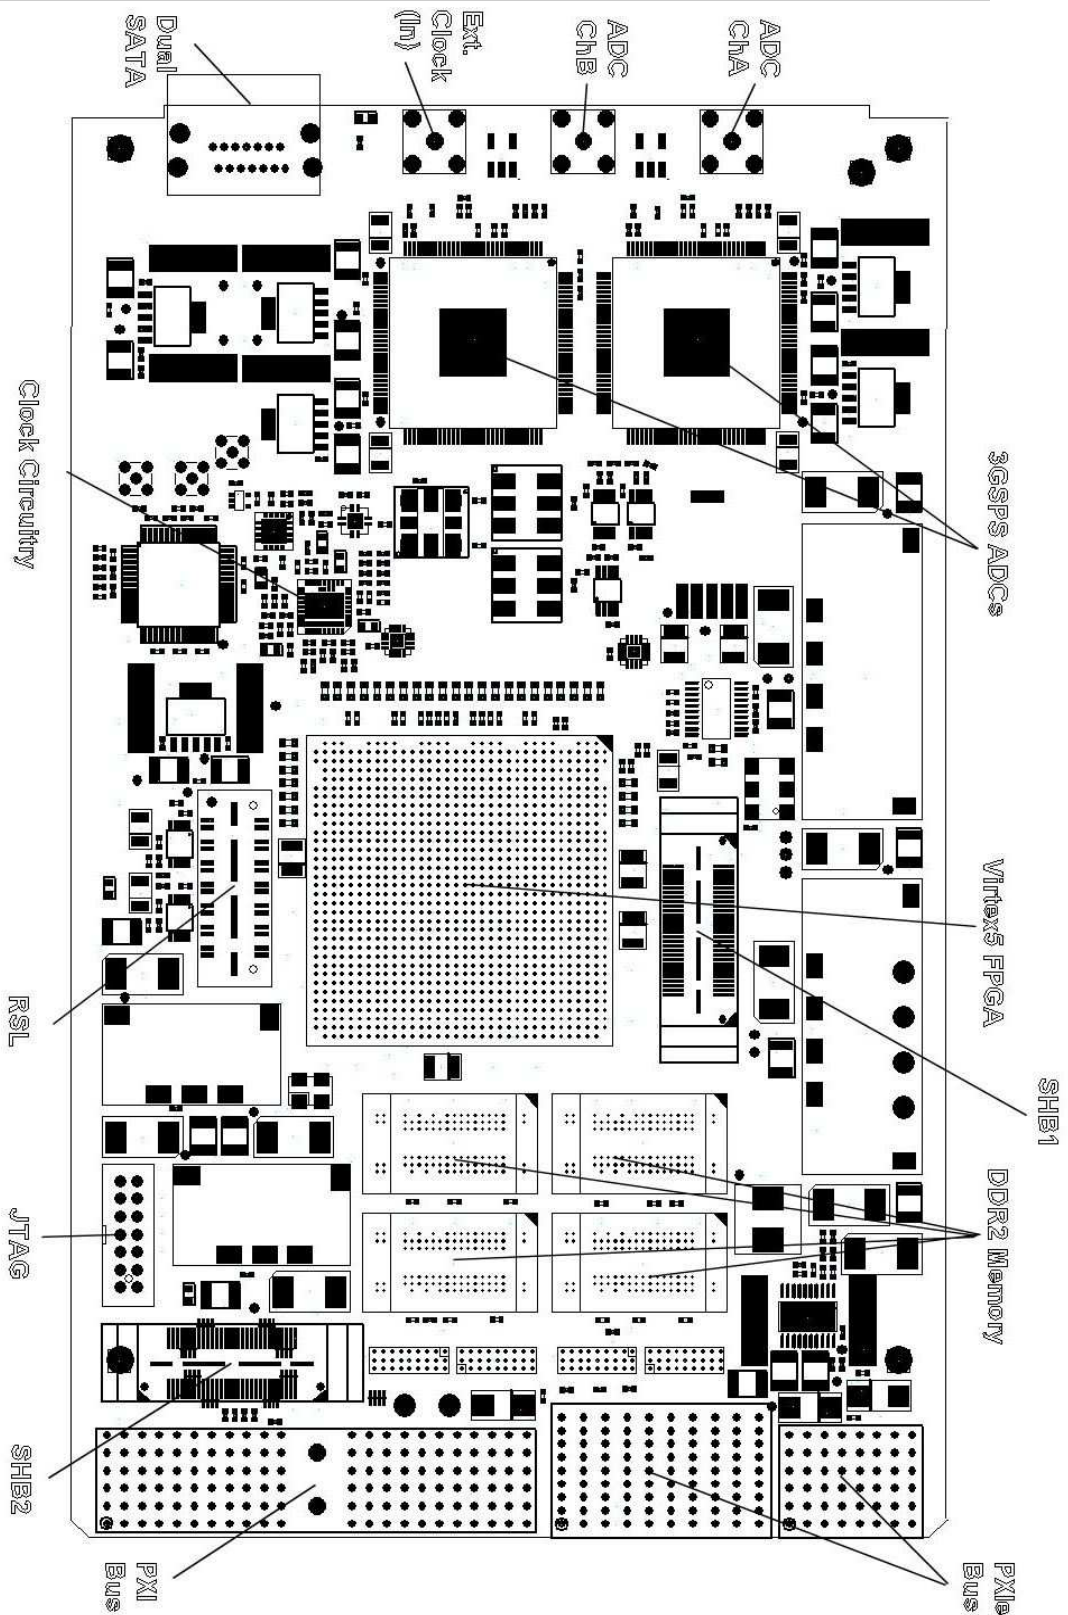 Dual
SATA
Ext.
Clock
(In)
ADC
ChB
ADC
ChA
Clock Circuitry
3GSPS ADCs
Virtex5 FPGA
RSL
SHB1
DDR2 Memory
JTAG
SHB2
PXI
Bus
PXIe
Bus